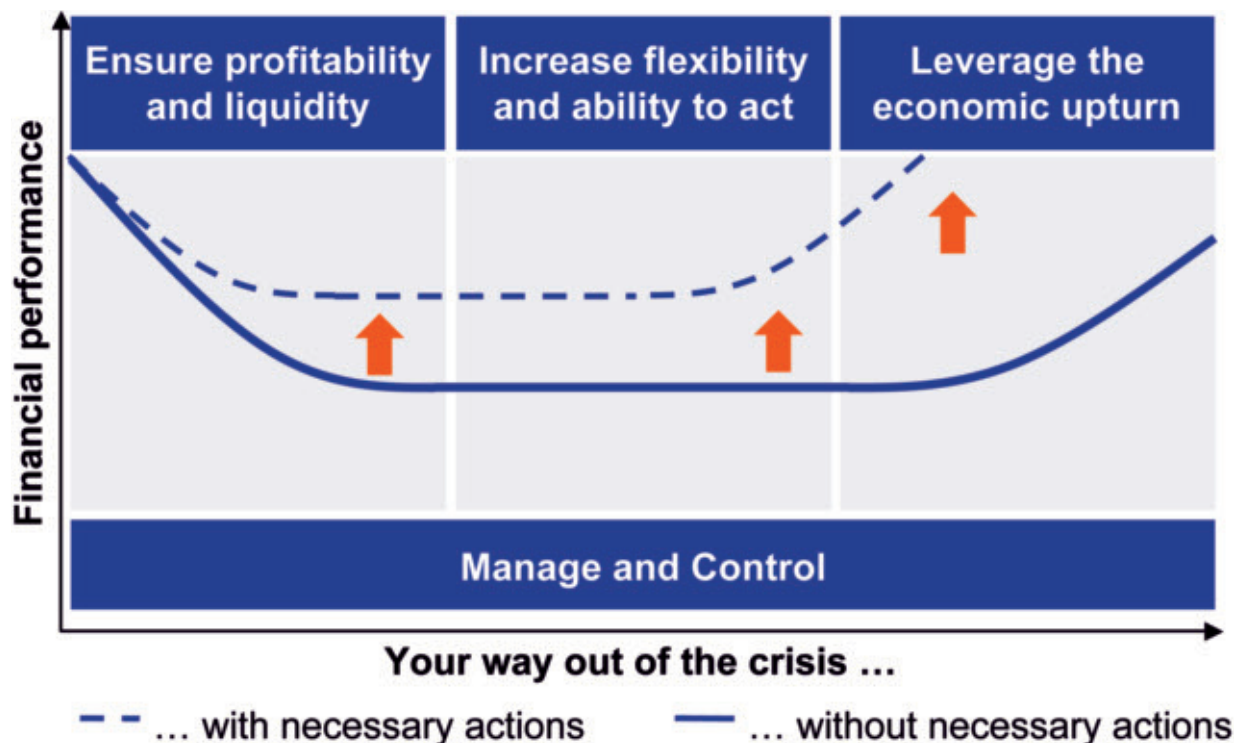 Ensure profitability
and liquidity
Increase flexibility
and ability to act
Leverage the
economic upturn
Financial performance
Manage and Control
Your way out of the crisis ...
... with necessary actions
... without necessary actions